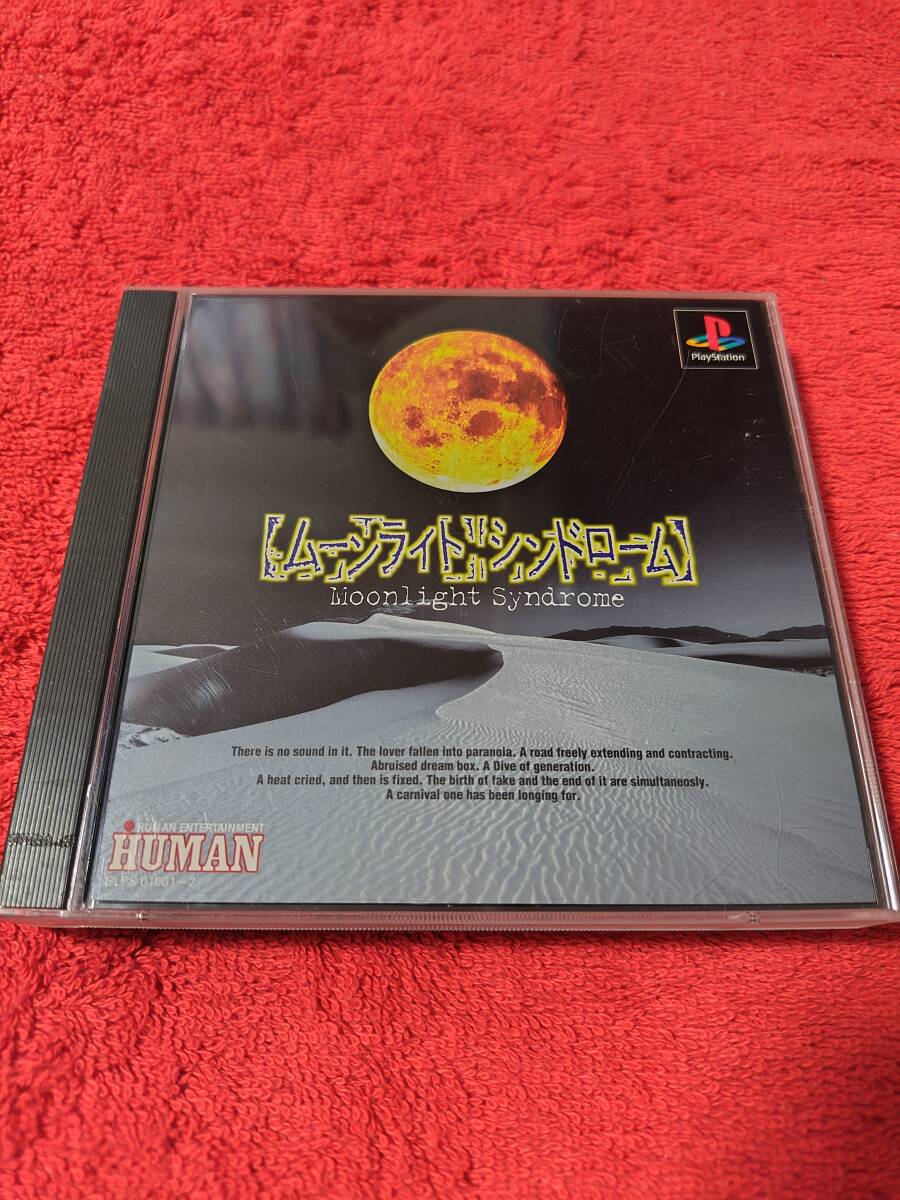 PlayStation
【ムーンライト・シンドローム】
Moonlight Syndrome
There is no sound in it. The lover fallen into paranoia. A road freely extending and contracting.
Abruised dream box. A Dive of generation.
A heat cried, and then is fixed. The birth of fake and the end of it are simultaneosly.
A carnival one has been longing for.
HUMAN ENTERTAINMENT
HUMAN
SLPS 01001~2